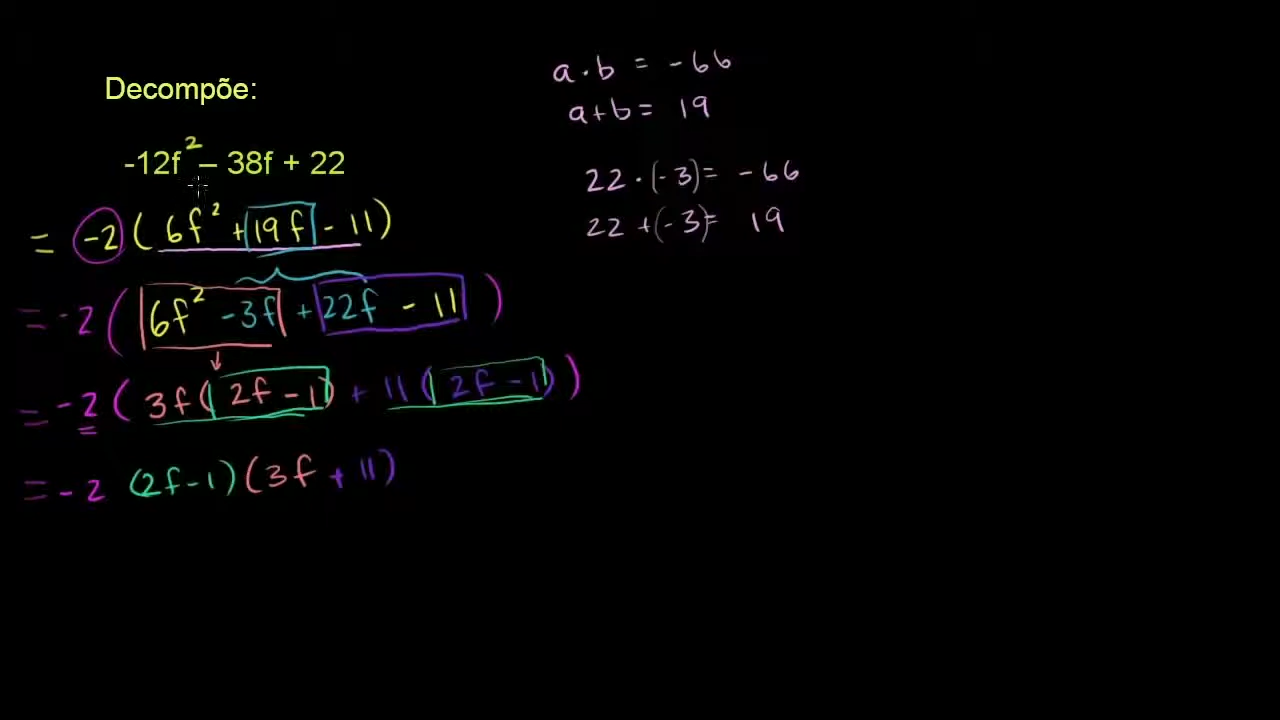 Decompõe:
-12f² – 38f + 22
= -2 ( 6f² + 19f - 11 )
= -2 ( 6f² - 3f + 22f - 11 )
= -2 ( 3f ( 2f - 1 ) + 11 ( 2f - 1 ) )
= -2 (2f-1) (3f + 11)
a · b = -66
a + b = 19
22 · (-3) = -66
22 + (-3) = 19